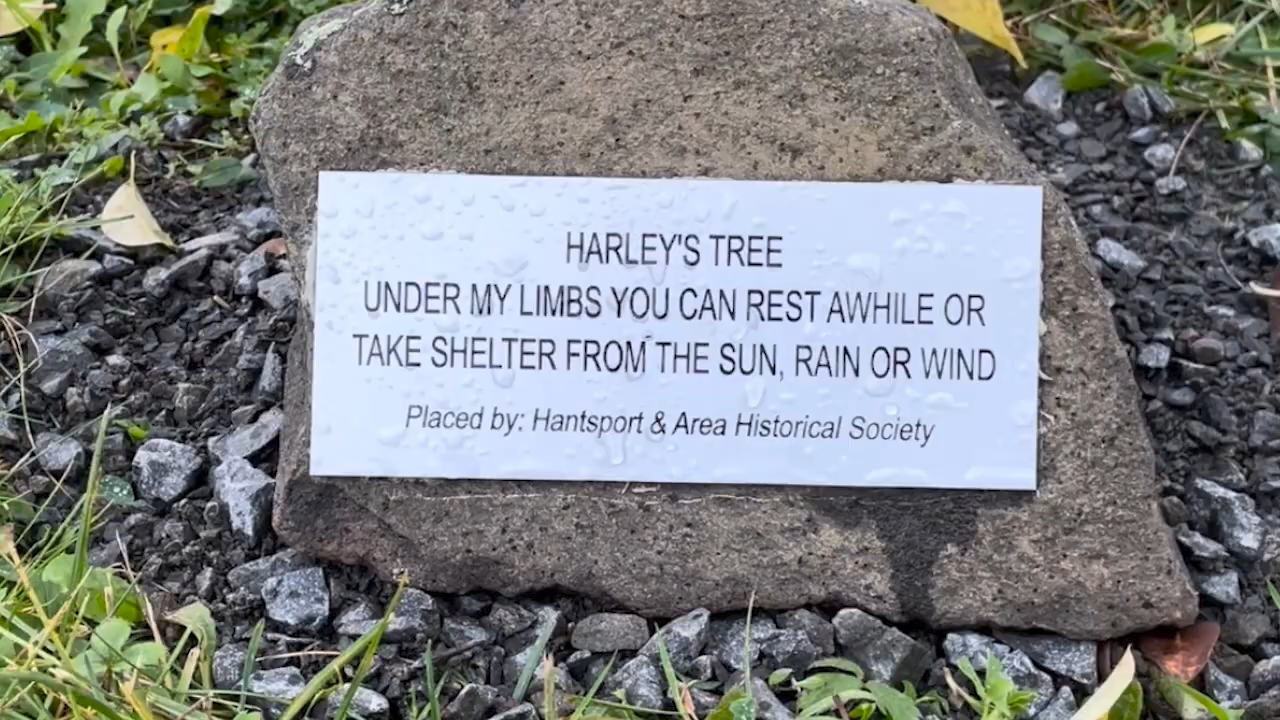 HARLEY'S TREE
UNDER MY LIMBS YOU CAN REST AWHILE OR
TAKE SHELTER FROM THE SUN, RAIN OR WIND
Placed by: Hantsport & Area Historical Society